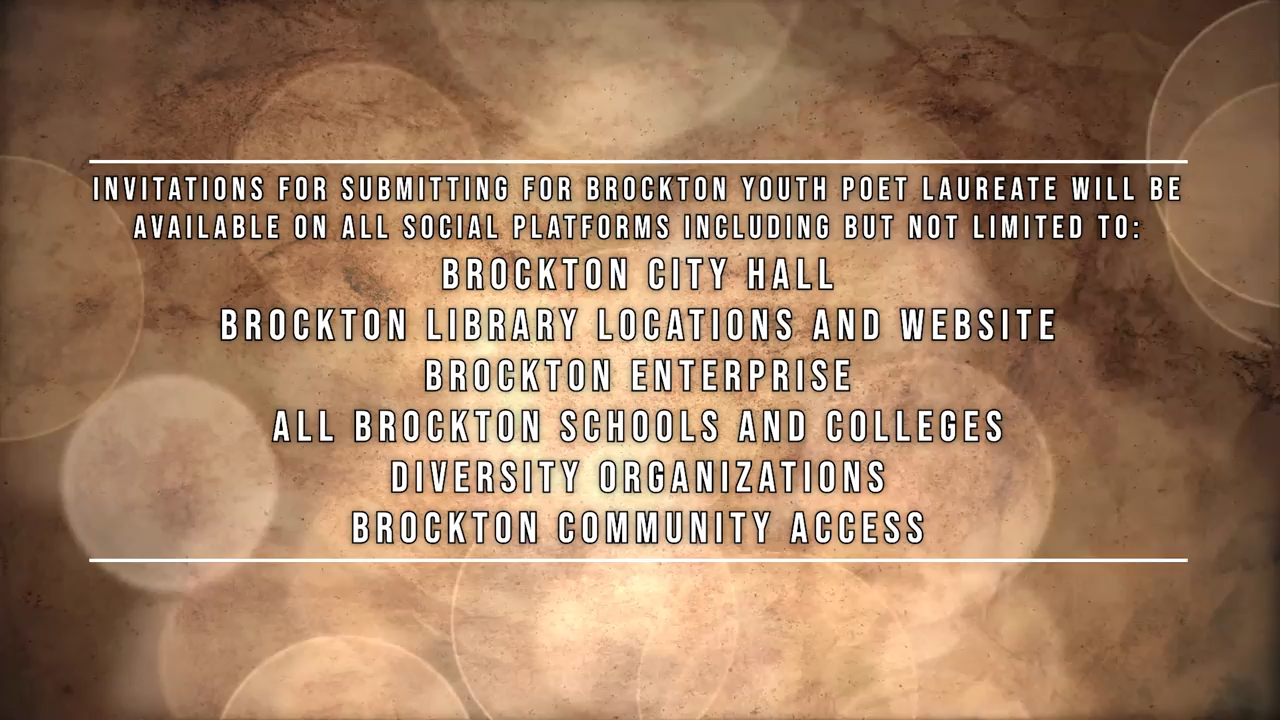 INVITATIONS FOR SUBMITTING FOR BROCKTON YOUTH POET LAUREATE WILL BE
AVAILABLE ON ALL SOCIAL PLATFORMS INCLUDING BUT NOT LIMITED TO:
BROCKTON CITY HALL
BROCKTON LIBRARY LOCATIONS AND WEBSITE
BROCKTON ENTERPRISE
ALL BROCKTON SCHOOLS AND COLLEGES
DIVERSITY ORGANIZATIONS
BROCKTON COMMUNITY ACCESS